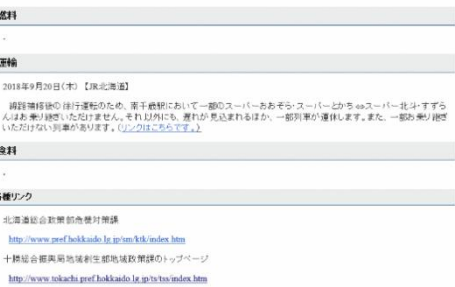 燃料
-
運輸
2018年9月20日(木)【JR北海道】
線路補修後の徐行運転のため、南千歳駅において一部のスーパーおおぞら・スーパーとかち⇔スーパー北斗・すずら
んはお乗り継ぎいただけません。それ以外にも、遅れが見込まれるほか、一部列車が運休します。また、一部お乗り継ぎ
いただけない列車があります。(リンクはこちらです。)
食料
-
各種リンク
北海道総合政策部危機対策課
http://www.pref.hokkaido.lg.jp/sm/ktk/index.htm
十勝総合振興局地域創生部地域政策課のトップページ
http://www.tokachi.pref.hokkaido.lg.jp/ts/tss/index.htm